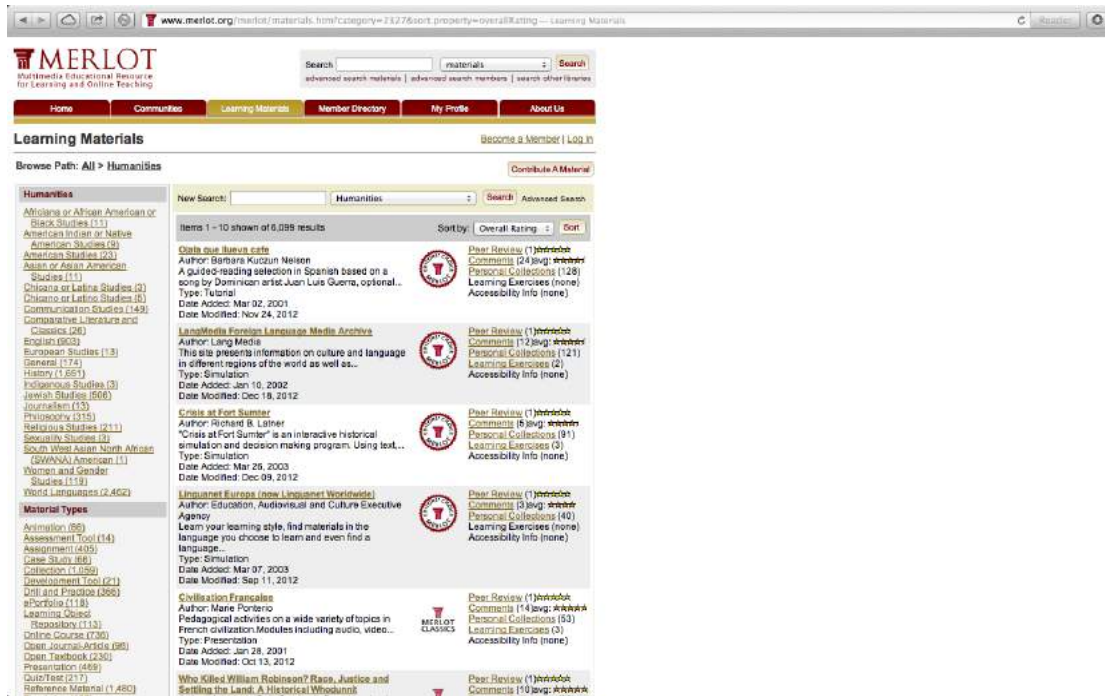 www.merlot.org/merlot/materials.htm?category=2327&sort.property=overallRating — Learning Materials
Reader
MERLOT
Multimedia Educational Resource
for Learning and Online Teaching
Search materials Search
advanced search materials | advanced search members | search other libraries
Home Communities Learning Materials Member Directory My Profile About Us
Learning Materials
Become a Member | Log In
Browse Path: All > Humanities
Contribute A Material
Humanities
Africana or African American or
Black Studies (11)
American Indian or Native
American Studies (9)
American Studies (23)
Asian or Asian American
Studies (11)
Chicana or Latina Studies (3)
Chicano or Latino Studies (5)
Communication Studies (149)
Comparative Literature and
Classics (26)
English (903)
European Studies (13)
General (174)
History (1,651)
Indigenous Studies (3)
Jewish Studies (506)
Journalism (13)
Philosophy (315)
Religious Studies (211)
Sexuality Studies (3)
South West Asian North African
(SWANA) American (1)
Women and Gender
Studies (119)
World Languages (2,462)
Material Types
Animation (66)
Assessment Tool (14)
Assignment (405)
Case Study (66)
Collection (1,059)
Development Tool (21)
Drill and Practice (366)
ePortfolio (118)
Learning Object
Repository (113)
Online Course (736)
Open Journal-Article (96)
Open Textbook (230)
Presentation (469)
Quiz/Test (217)
Reference Material (1,480)
New Search: Humanities Search Advanced Search
Items 1 - 10 shown of 6,099 results
Sort by: Overall Rating Sort
Ojala que llueva cafe
Author: Barbara Kuczun Nelson
A guided-reading selection in Spanish based on a
song by Dominican artist Juan Luis Guerra, optional...
Type: Tutorial
Date Added: Mar 02, 2001
Date Modified: Nov 24, 2012
MERLOT
Peer Review (1)
Comments (24) avg:
Personal Collections (128)
Learning Exercises (none)
Accessibility Info (none)
LangMedia Foreign Language Media Archive
Author: Lang Media
This site presents information on culture and language
in different regions of the world as well as...
Type: Simulation
Date Added: Jan 10, 2002
Date Modified: Dec 18, 2012
MERLOT
Peer Review (1)
Comments (12) avg:
Personal Collections (121)
Learning Exercises (2)
Accessibility Info (none)
Crisis at Fort Sumter
Author: Richard B. Latner
"Crisis at Fort Sumter" is an interactive historical
simulation and decision making program. Using text,...
Type: Simulation
Date Added: Mar 26, 2003
Date Modified: Dec 09, 2012
MERLOT
Peer Review (1)
Comments (5) avg:
Personal Collections (91)
Learning Exercises (3)
Accessibility Info (none)
Linguanet Europa (now Linguanet Worldwide)
Author: Education, Audiovisual and Culture Executive
Agency
Learn your learning style, find materials in the
language you choose to learn and even find a
language...
Type: Simulation
Date Added: Mar 07, 2003
Date Modified: Sep 11, 2012
MERLOT
Peer Review (1)
Comments (3) avg:
Personal Collections (40)
Learning Exercises (none)
Accessibility Info (none)
Civilisation Française
Author: Marie Ponterio
Pedagogical activities on a wide variety of topics in
French civilization.Modules including audio, video...
Type: Presentation
Date Added: Jan 28, 2001
Date Modified: Oct 13, 2012
MERLOT
CLASSICS
Peer Review (1)
Comments (14) avg:
Personal Collections (53)
Learning Exercises (3)
Accessibility Info (none)
Who Killed William Robinson? Race, Justice and
Settling the Land: A Historical Whodunnit
Peer Review (1)
Comments (10) avg: